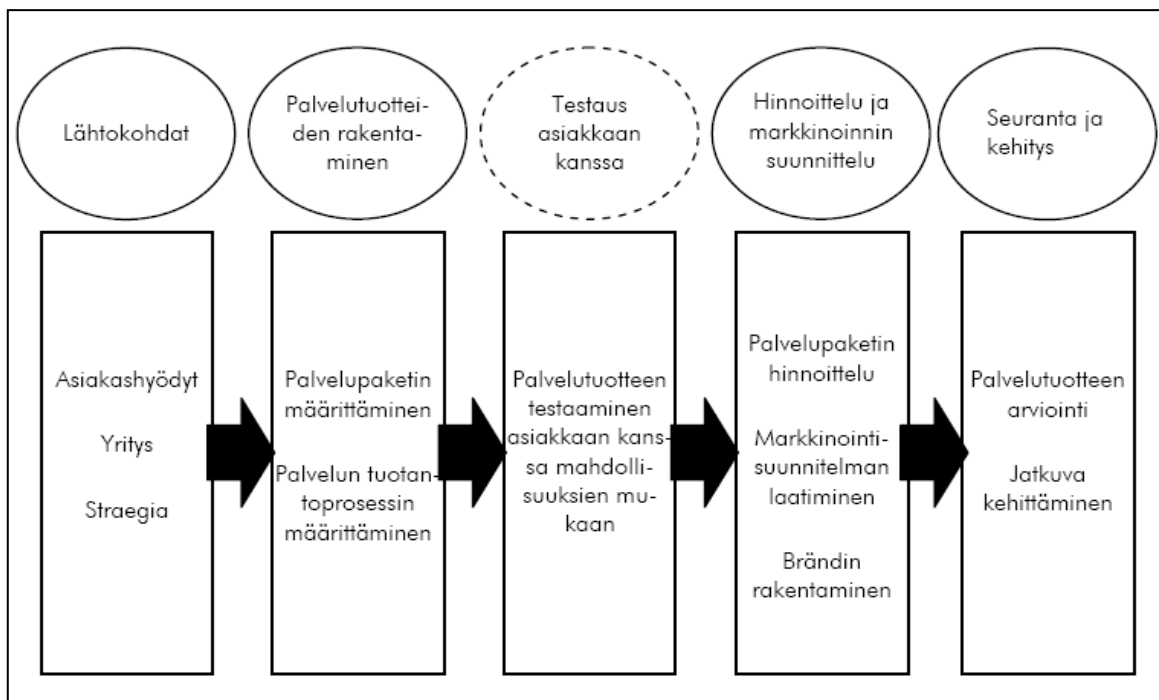 Lähtokohdat
Palvelutuottei-
den rakenta-
minen
Testaus
asiakkaan
kanssa
Hinnoittelu ja
markkinoinnin
suunnittelu
Seuranta ja
kehitys
Asiakashyödyt
Yritys
Straegia
Palvelupaketin
määrittäminen
Palvelun tuotan-
toprosessin
määrittäminen
Palvelutuotteen
testaaminen
asiakkaan kans-
sa mahdolli-
suuksien mu-
kaan
Palvelupaketin
hinnoittelu
Markkinointi-
suunnitelman
laatiminen
Brändin
rakentaminen
Palvelutuotteen
arviointi
Jatkuva
kehittäminen